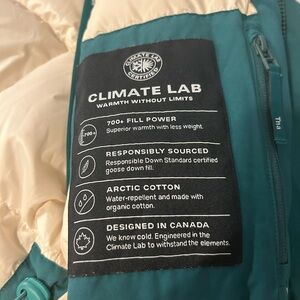 CLIMATE LAB
CERTIFIED
CLIMATE LAB
WARMTH WITHOUT LIMITS
700+ FILL POWER
Superior warmth with less weight.
700+
RESPONSIBLY SOURCED
Responsible Down Standard certified
goose down fill.
ARCTIC COTTON
Water-repellent and made with
organic cotton.
DESIGNED IN CANADA
We know cold. Engineered in the
Climate Lab to withstand the elements.
Tna